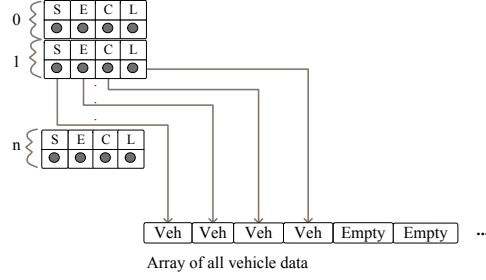 0
S E C L
1
S E C L
n
S E C L
Veh Veh Veh Veh Empty Empty ...
Array of all vehicle data